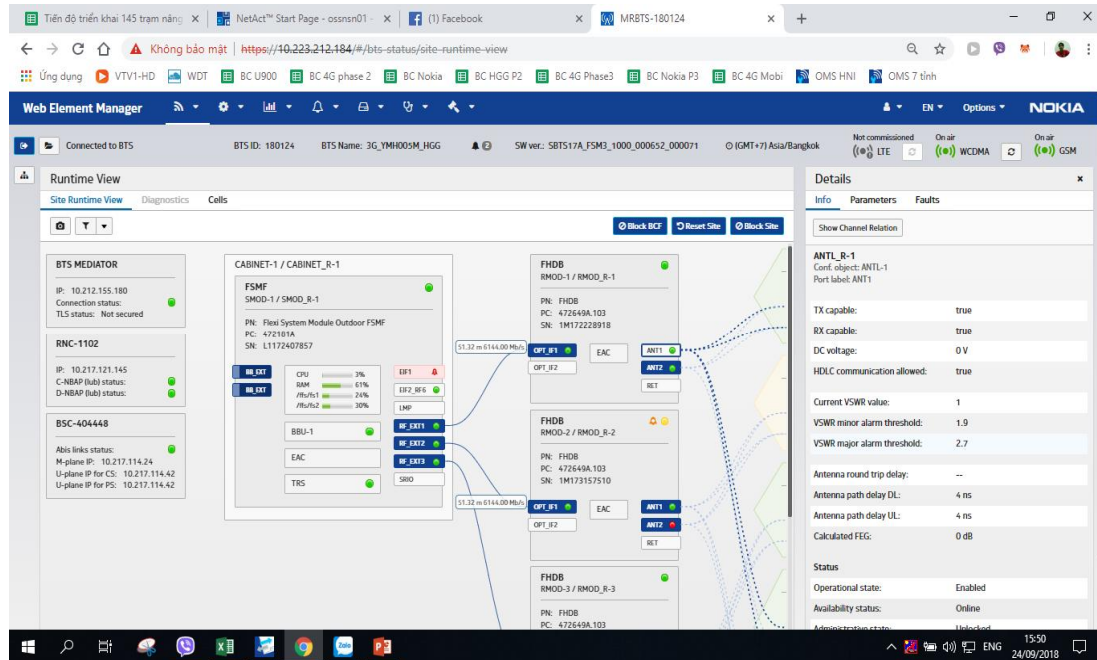 Tiến độ triển khai 145 trạm nâng
NetAct™ Start Page - ossnsn01 -
(1) Facebook
MRBTS-180124
Không bảo mật | https://10.223.212.184/#/bts-status/site-runtime-view
Ứng dụng VTV1-HD WDT BC U900 BC 4G phase 2 BC Nokia BC HGG P2 BC 4G Phase3 BC Nokia P3 BC 4G Mobi OMS HNI OMS 7 tỉnh
Web Element Manager EN Options NOKIA
Connected to BTS BTS ID: 180124 BTS Name: 3G_YMH005M_HGG 2 SW ver.: SBTS17A_FSM3_1000_000652_000071 (GMT+7) Asia/Bangkok
Not commissioned
LTE
On air
WCDMA
On air
GSM
Runtime View
Site Runtime View Diagnostics Cells
Block BCF Reset Site Block Site
BTS MEDIATOR
IP: 10.212.155.180
Connection status:
TLS status: Not secured
RNC-1102
IP: 10.217.121.145
C-NBAP (Iub) status:
D-NBAP (Iub) status:
BSC-404448
Abis links status:
M-plane IP: 10.217.114.24
U-plane IP for CS: 10.217.114.42
U-plane IP for PS: 10.217.114.42
CABINET-1 / CABINET_R-1
FSMF
SMOD-1 / SMOD_R-1
PN: Flexi System Module Outdoor FSMF
PC: 472181A
SN: L1172407857
BB_EXT
BB_EXT
CPU 3%
RAM 61%
/ffs/fs1 24%
/ffs/fs2 30%
BBU-1
EAC
TRS
EIF1
EIF2_RF6
LMP
RF_EXT1
RF_EXT2
RF_EXT3
SRIO
51.32 m 6144.00 Mb/s
51.32 m 6144.00 Mb/s
FHDB
RMOD-1 / RMOD_R-1
PN: FHDB
PC: 472649A.103
SN: 1M172228918
OPT_IF1 EAC ANT1
OPT_IF2 ANT2
RET
FHDB
RMOD-2 / RMOD_R-2
PN: FHDB
PC: 472649A.103
SN: 1M173157510
OPT_IF1 EAC ANT1
OPT_IF2 ANT2
RET
FHDB
RMOD-3 / RMOD_R-3
PN: FHDB
PC: 472649A.103
Details
Info Parameters Faults
Show Channel Relation
ANTL_R-1
Conf. object: ANTL-1
Port label: ANT1
TX capable: true
RX capable: true
DC voltage: 0 V
HDLC communication allowed: true
Current VSWR value: 1
VSWR minor alarm threshold: 1.9
VSWR major alarm threshold: 2.7
Antenna round trip delay: --
Antenna path delay DL: 4 ns
Antenna path delay UL: 4 ns
Calculated FEG: 0 dB
Status
Operational state: Enabled
Availability status: Online
Administrative state: Unlocked
Zalo
ENG
15:50
24/09/2018